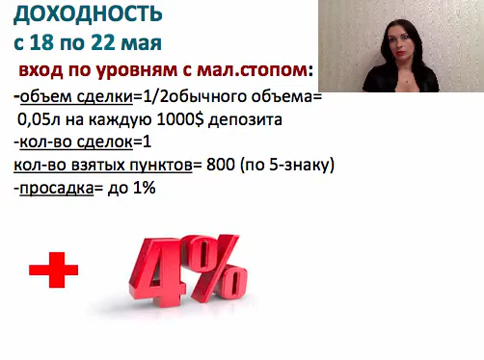 ДОХОДНОСТЬ
с 18 по 22 мая
вход по уровням с мал.стопом:
-объем сделки=1/2обычного объема=
0,05л на каждую 1000$ депозита
-кол-во сделок=1
кол-во взятых пунктов= 800 (по 5-знаку)
-просадка= до 1%
+ 4%